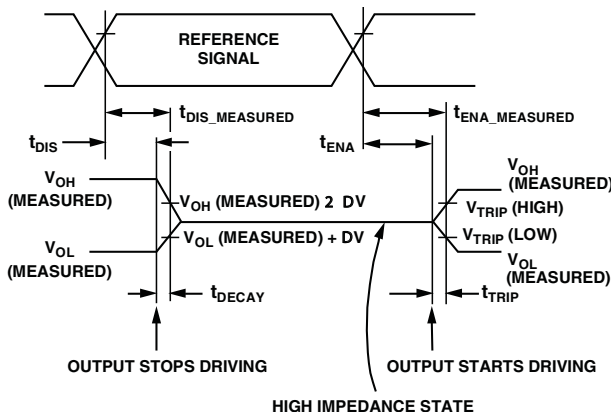 REFERENCE
SIGNAL
tDIS_MEASURED
tENA_MEASURED
tDIS
tENA
VOH
(MEASURED)
VOH (MEASURED) 2 DV
VOH
(MEASURED)
VTRIP (HIGH)
VOL
(MEASURED)
VOL (MEASURED) + DV
VTRIP (LOW)
VOL
(MEASURED)
tDECAY
tTRIP
OUTPUT STOPS DRIVING
OUTPUT STARTS DRIVING
HIGH IMPEDANCE STATE